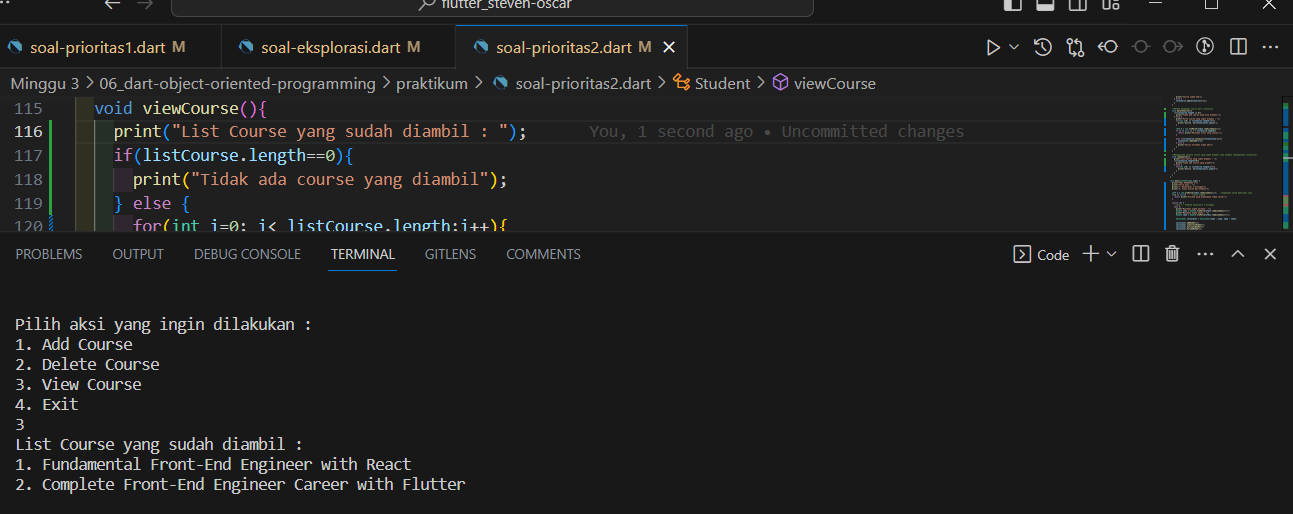 flutter_steven-oscar
soal-prioritas1.dart M
soal-eksplorasi.dart M
soal-prioritas2.dart M
Minggu 3 > 06_dart-object-oriented-programming > praktikum > soal-prioritas2.dart > Student > viewCourse
115 void viewCourse(){
116 print("List Course yang sudah diambil : "); You, 1 second ago • Uncommitted changes
117 if(listCourse.length==0){
118 print("Tidak ada course yang diambil");
119 } else {
120 for(int i=0; i< listCourse.length;i++){
PROBLEMS OUTPUT DEBUG CONSOLE TERMINAL GITLENS COMMENTS
Code
Pilih aksi yang ingin dilakukan :
1. Add Course
2. Delete Course
3. View Course
4. Exit
3
List Course yang sudah diambil :
1. Fundamental Front-End Engineer with React
2. Complete Front-End Engineer Career with Flutter